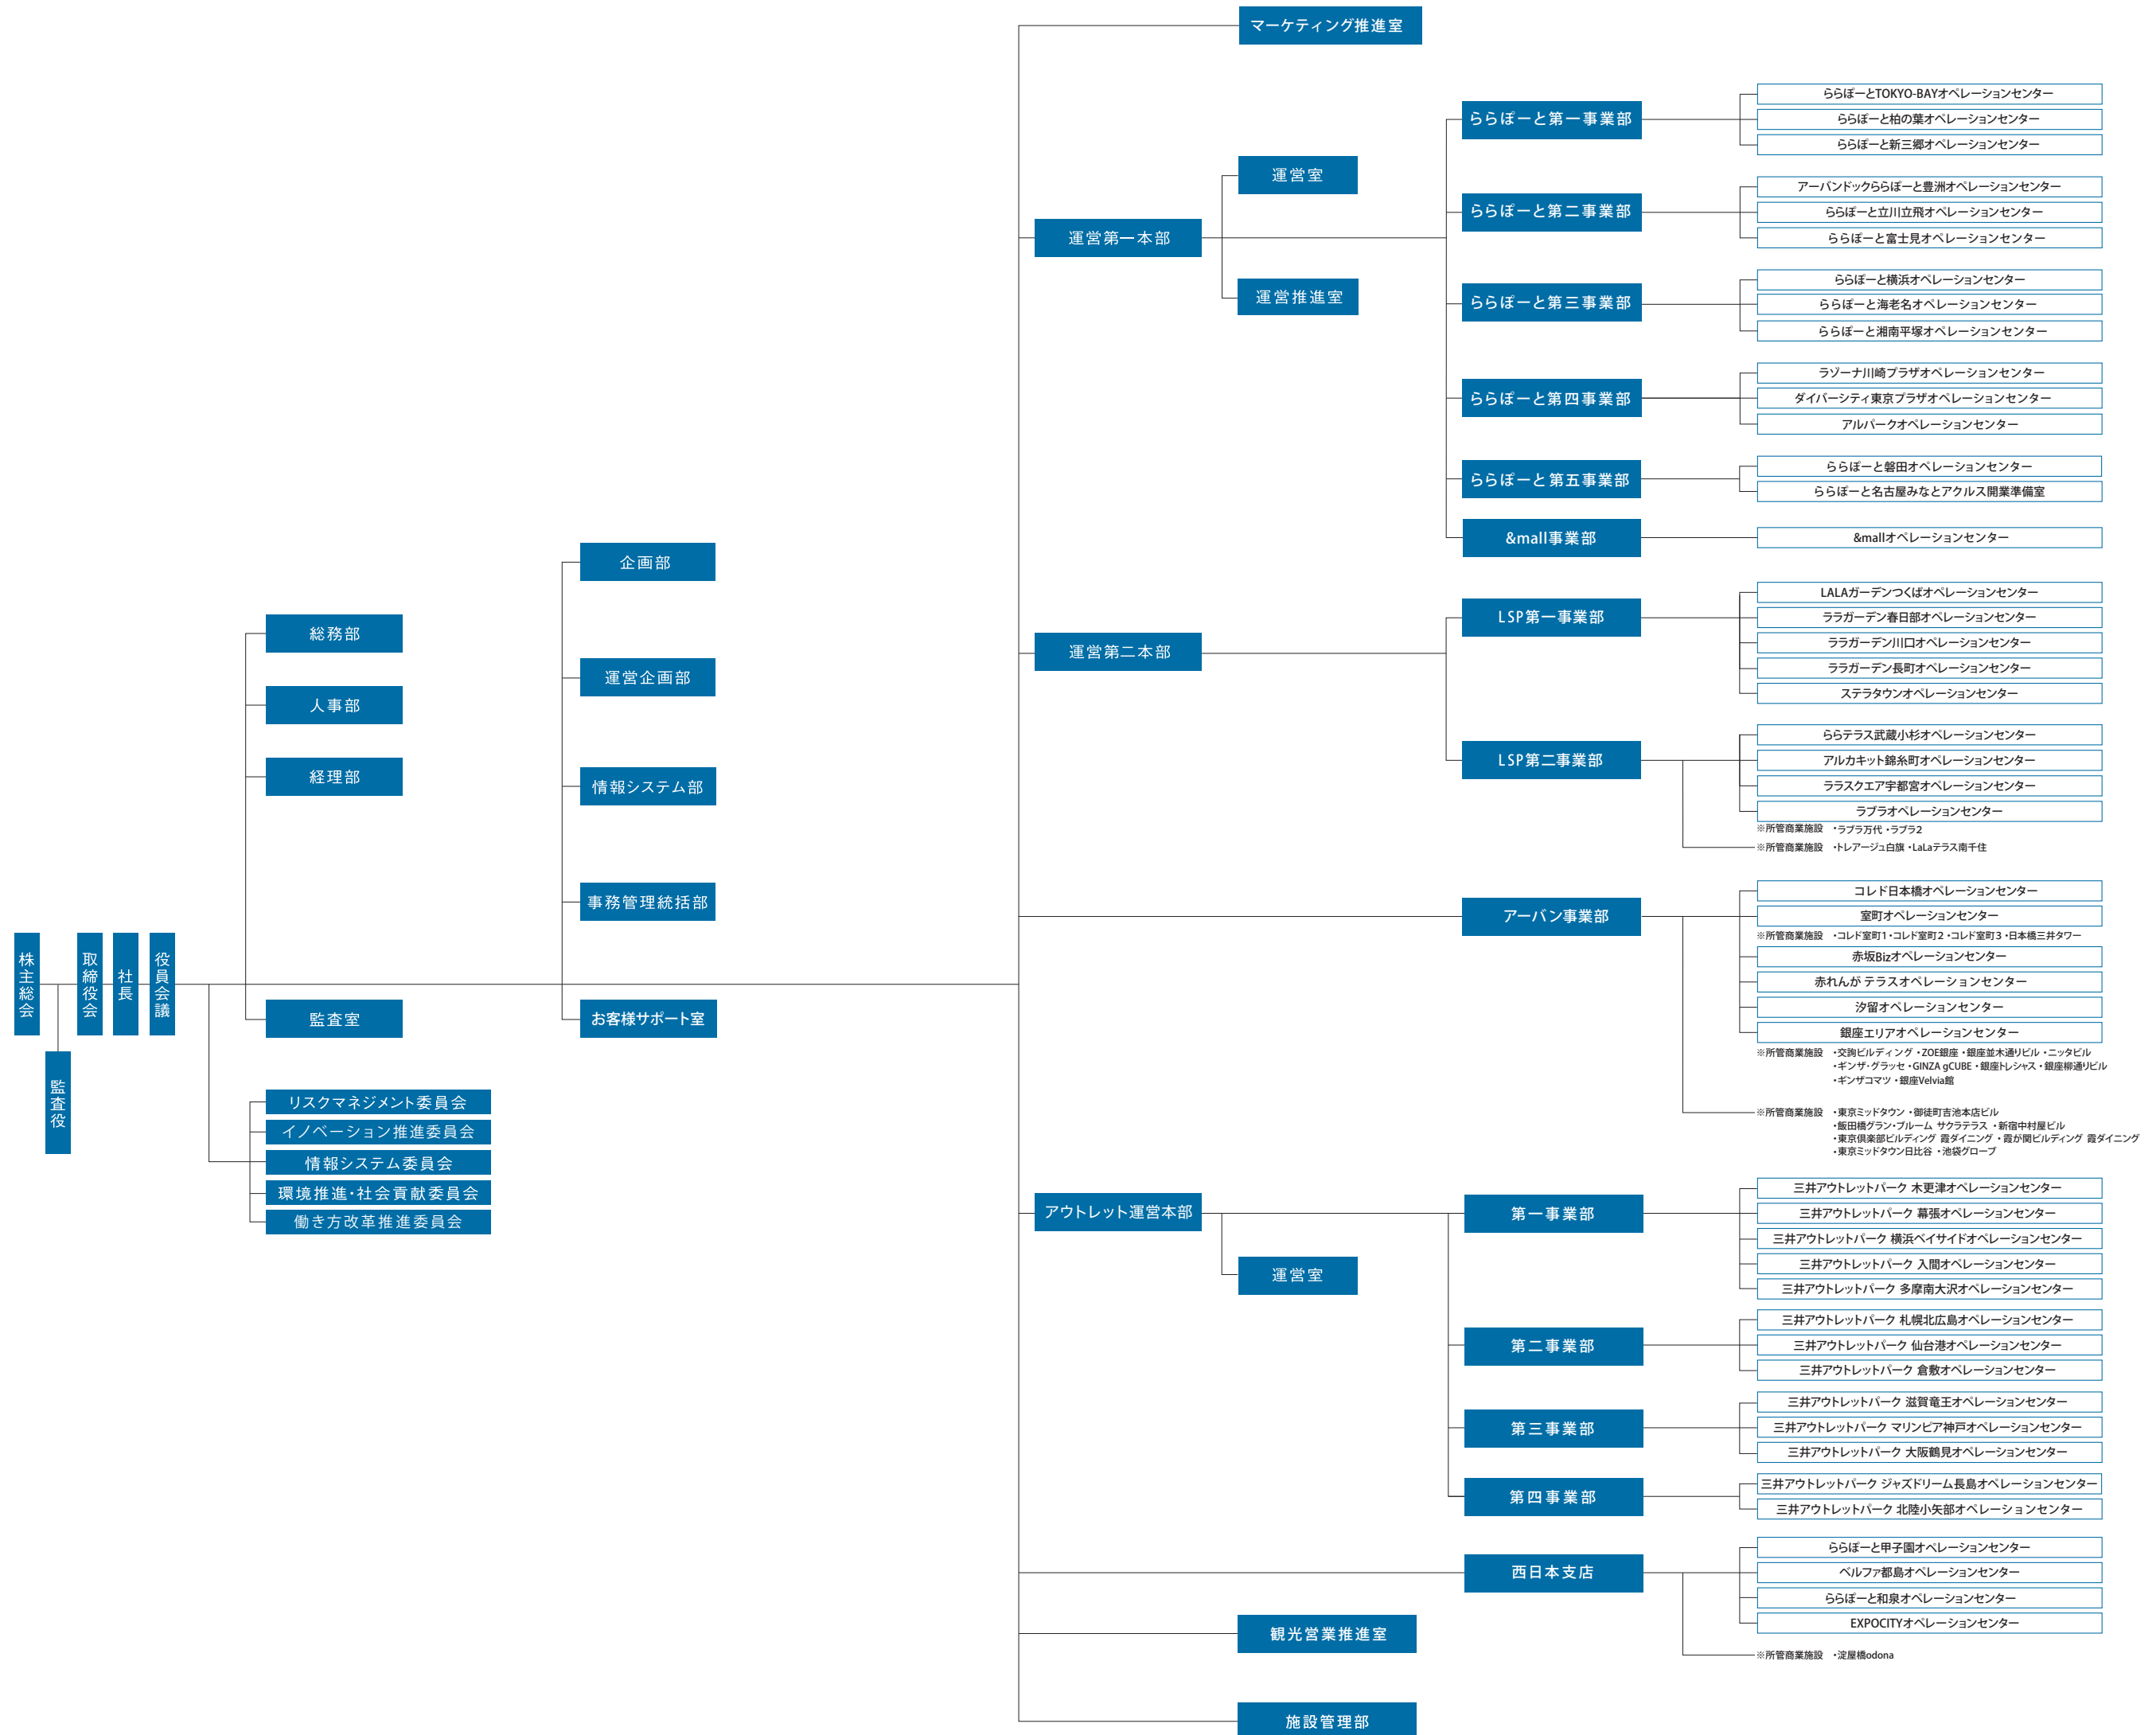 株主総会
監査役
取締役会
社長
役員会議
総務部
人事部
経理部
監査室
リスクマネジメント委員会
イノベーション推進委員会
情報システム委員会
環境推進・社会貢献委員会
働き方改革推進委員会
企画部
運営企画部
情報システム部
事務管理統括部
お客様サポート室
マーケティング推進室
運営第一本部
運営室
運営推進室
ららぽーと第一事業部
ららぽーとTOKYO-BAYオペレーションセンター
ららぽーと柏の葉オペレーションセンター
ららぽーと新三郷オペレーションセンター
ららぽーと第二事業部
アーバンドックららぽーと豊洲オペレーションセンター
ららぽーと立川立飛オペレーションセンター
ららぽーと富士見オペレーションセンター
ららぽーと第三事業部
ららぽーと横浜オペレーションセンター
ららぽーと海老名オペレーションセンター
ららぽーと湘南平塚オペレーションセンター
ららぽーと第四事業部
ラゾーナ川崎プラザオペレーションセンター
ダイバーシティ東京プラザオペレーションセンター
アルパークオペレーションセンター
ららぽーと第五事業部
ららぽーと磐田オペレーションセンター
ららぽーと名古屋みなとアクルス開業準備室
&mall事業部
&mallオペレーションセンター
運営第二本部
LSP第一事業部
LALAガーデンつくばオペレーションセンター
ララガーデン春日部オペレーションセンター
ララガーデン川口オペレーションセンター
ララガーデン長町オペレーションセンター
ステラタウンオペレーションセンター
LSP第二事業部
ららテラス武蔵小杉オペレーションセンター
アルカキット錦糸町オペレーションセンター
ララスクエア宇都宮オペレーションセンター
ラブラオペレーションセンター
※所管商業施設 ・ラブラ万代 ・ラブラ2
※所管商業施設 ・トレアージュ白旗 ・LaLaテラス南千住
アーバン事業部
コレド日本橋オペレーションセンター
室町オペレーションセンター
※所管商業施設 ・コレド室町1 ・コレド室町2 ・コレド室町3 ・日本橋三井タワー
赤坂Bizオペレーションセンター
赤れんが テラスオペレーションセンター
汐留オペレーションセンター
銀座エリアオペレーションセンター
※所管商業施設 ・交詢ビルディング ・ZOE銀座 ・銀座並木通りビル ・ニッタビル
・ギンザ・グラッセ ・GINZA gCUBE ・銀座トレシャス ・銀座柳通りビル
・ギンザコマツ ・銀座Velvia館
※所管商業施設 ・東京ミッドタウン ・御徒町吉池本店ビル
・飯田橋グラン・ブルーム サクラテラス ・新宿中村屋ビル
・東京倶楽部ビルディング 霞ダイニング ・霞が関ビルディング 霞ダイニング
・東京ミッドタウン日比谷 ・池袋グローブ
アウトレット運営本部
運営室
第一事業部
三井アウトレットパーク 木更津オペレーションセンター
三井アウトレットパーク 幕張オペレーションセンター
三井アウトレットパーク 横浜ベイサイドオペレーションセンター
三井アウトレットパーク 入間オペレーションセンター
三井アウトレットパーク 多摩南大沢オペレーションセンター
第二事業部
三井アウトレットパーク 札幌北広島オペレーションセンター
三井アウトレットパーク 仙台港オペレーションセンター
三井アウトレットパーク 倉敷オペレーションセンター
第三事業部
三井アウトレットパーク 滋賀竜王オペレーションセンター
三井アウトレットパーク マリンピア神戸オペレーションセンター
三井アウトレットパーク 大阪鶴見オペレーションセンター
第四事業部
三井アウトレットパーク ジャズドリーム長島オペレーションセンター
三井アウトレットパーク 北陸小矢部オペレーションセンター
西日本支店
ららぽーと甲子園オペレーションセンター
ベルファ都島オペレーションセンター
ららぽーと和泉オペレーションセンター
EXPOCITYオペレーションセンター
※所管商業施設 ・淀屋橋odona
観光営業推進室
施設管理部